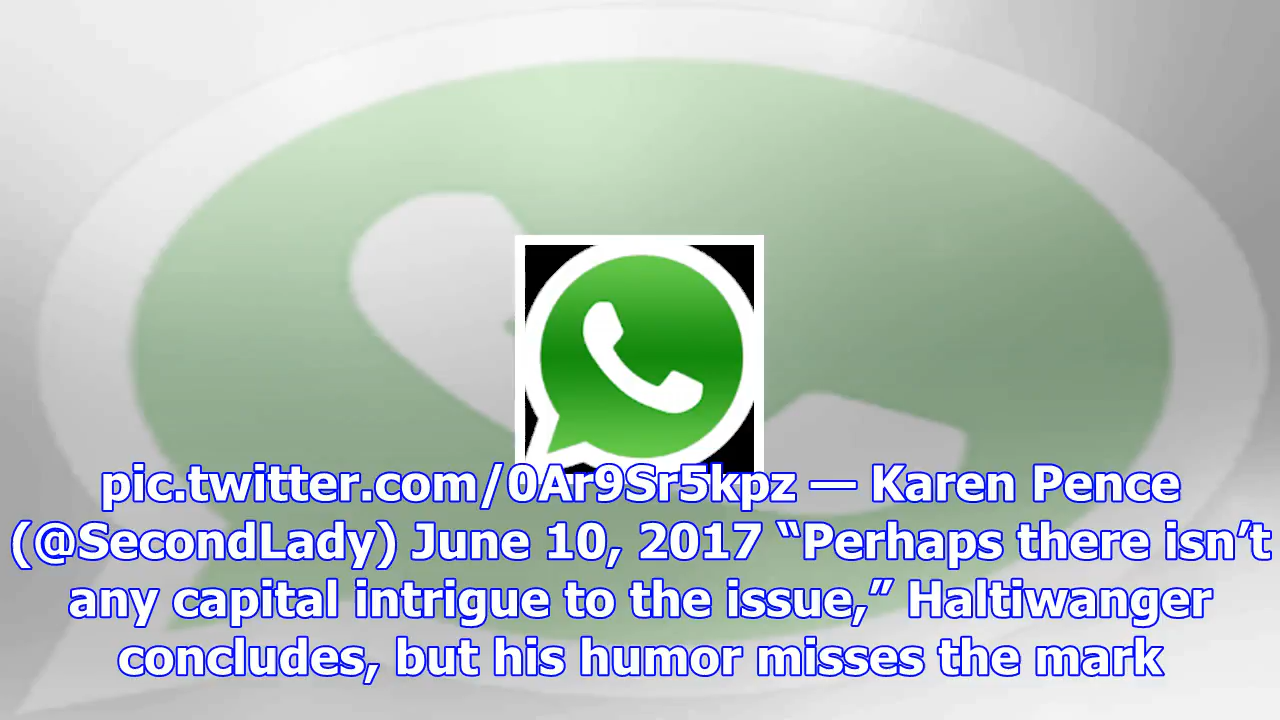 pic.twitter.com/0Ar9Sr5kpz — Karen Pence
(@SecondLady) June 10, 2017 “Perhaps there isn’t
any capital intrigue to the issue,” Haltiwanger
concludes, but his humor misses the mark